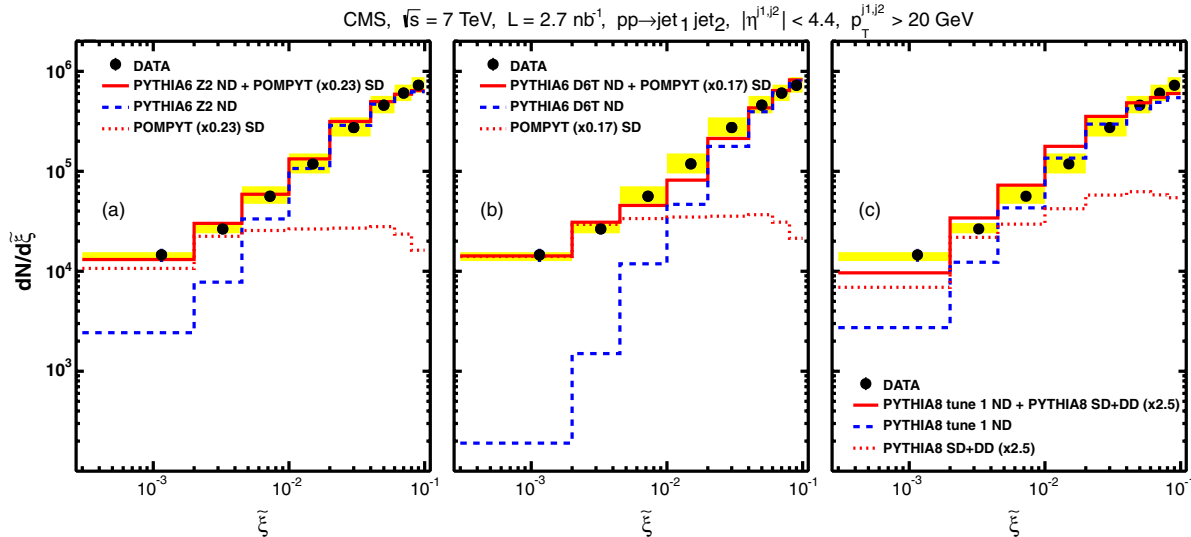 CMS, √s = 7 TeV, L = 2.7 nb⁻¹, pp→jet₁ jet₂, |η^{j1,j2}| < 4.4, p_T^{j1,j2} > 20 GeV
dN/dξ̃
10⁶
10⁵
10⁴
10³
DATA
PYTHIA6 Z2 ND + POMPYT (x0.23) SD
PYTHIA6 Z2 ND
POMPYT (x0.23) SD
(a)
10⁻³ 10⁻² 10⁻¹
ξ̃
DATA
PYTHIA6 D6T ND + POMPYT (x0.17) SD
PYTHIA6 D6T ND
POMPYT (x0.17) SD
(b)
10⁻³ 10⁻² 10⁻¹
ξ̃
(c)
DATA
PYTHIA8 tune 1 ND + PYTHIA8 SD+DD (x2.5)
PYTHIA8 tune 1 ND
PYTHIA8 SD+DD (x2.5)
10⁻³ 10⁻² 10⁻¹
ξ̃